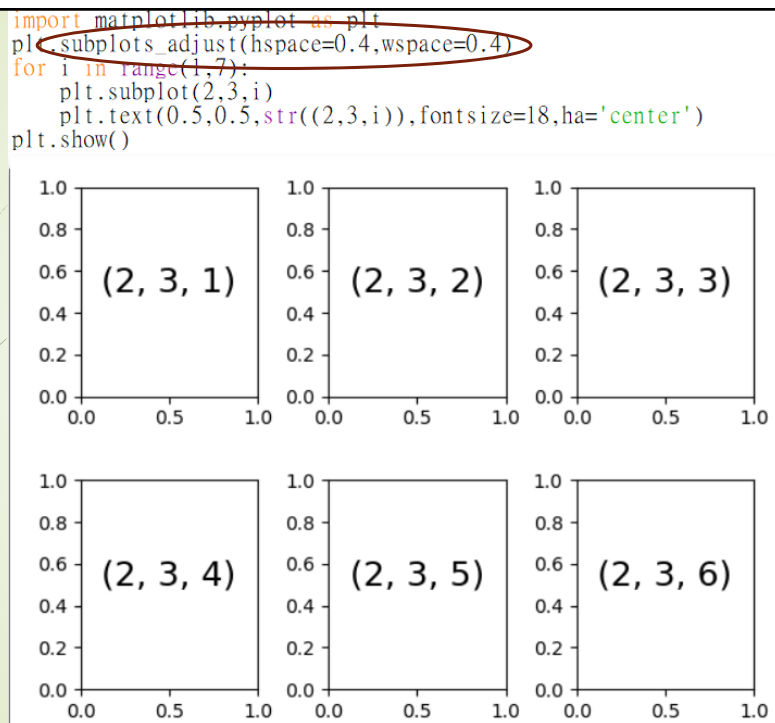 import matplotlib.pyplot as plt
plt.subplots_adjust(hspace=0.4,wspace=0.4)
for i in range(1,7):
    plt.subplot(2,3,i)
    plt.text(0.5,0.5,str((2,3,i)),fontsize=18,ha='center')
plt.show()
1.0 1.0 1.0
0.8 0.8 0.8
0.6 (2, 3, 1) 0.6 (2, 3, 2) 0.6 (2, 3, 3)
0.4 0.4 0.4
0.2 0.2 0.2
0.0 0.0 0.0
0.0 0.5 1.0 0.0 0.5 1.0 0.0 0.5 1.0
1.0 1.0 1.0
0.8 0.8 0.8
0.6 (2, 3, 4) 0.6 (2, 3, 5) 0.6 (2, 3, 6)
0.4 0.4 0.4
0.2 0.2 0.2
0.0 0.0 0.0
0.0 0.5 1.0 0.0 0.5 1.0 0.0 0.5 1.0